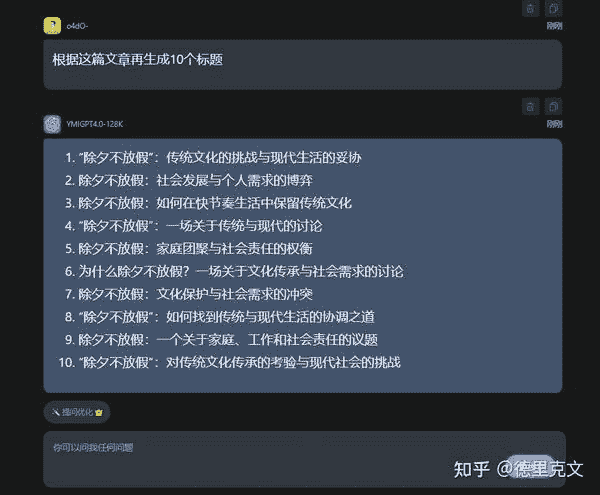 o4dO-
刚刚
根据这篇文章再生成10个标题
YMIGPT4.0-128K
刚刚
1. “除夕不放假”：传统文化的挑战与现代生活的妥协
2. 除夕不放假：社会发展与个人需求的博弈
3. 除夕不放假：如何在快节奏生活中保留传统文化
4. “除夕不放假”：一场关于传统与现代的讨论
5. 除夕不放假：家庭团聚与社会责任的权衡
6. 为什么除夕不放假？一场关于文化传承与社会需求的讨论
7. 除夕不放假：文化保护与社会需求的冲突
8. “除夕不放假”：如何找到传统与现代生活的协调之道
9. 除夕不放假：一个关于家庭、工作和社会责任的议题
10. “除夕不放假”：对传统文化传承的考验与现代社会的挑战
提问优化
你可以问我任何问题
知乎 @德里克文